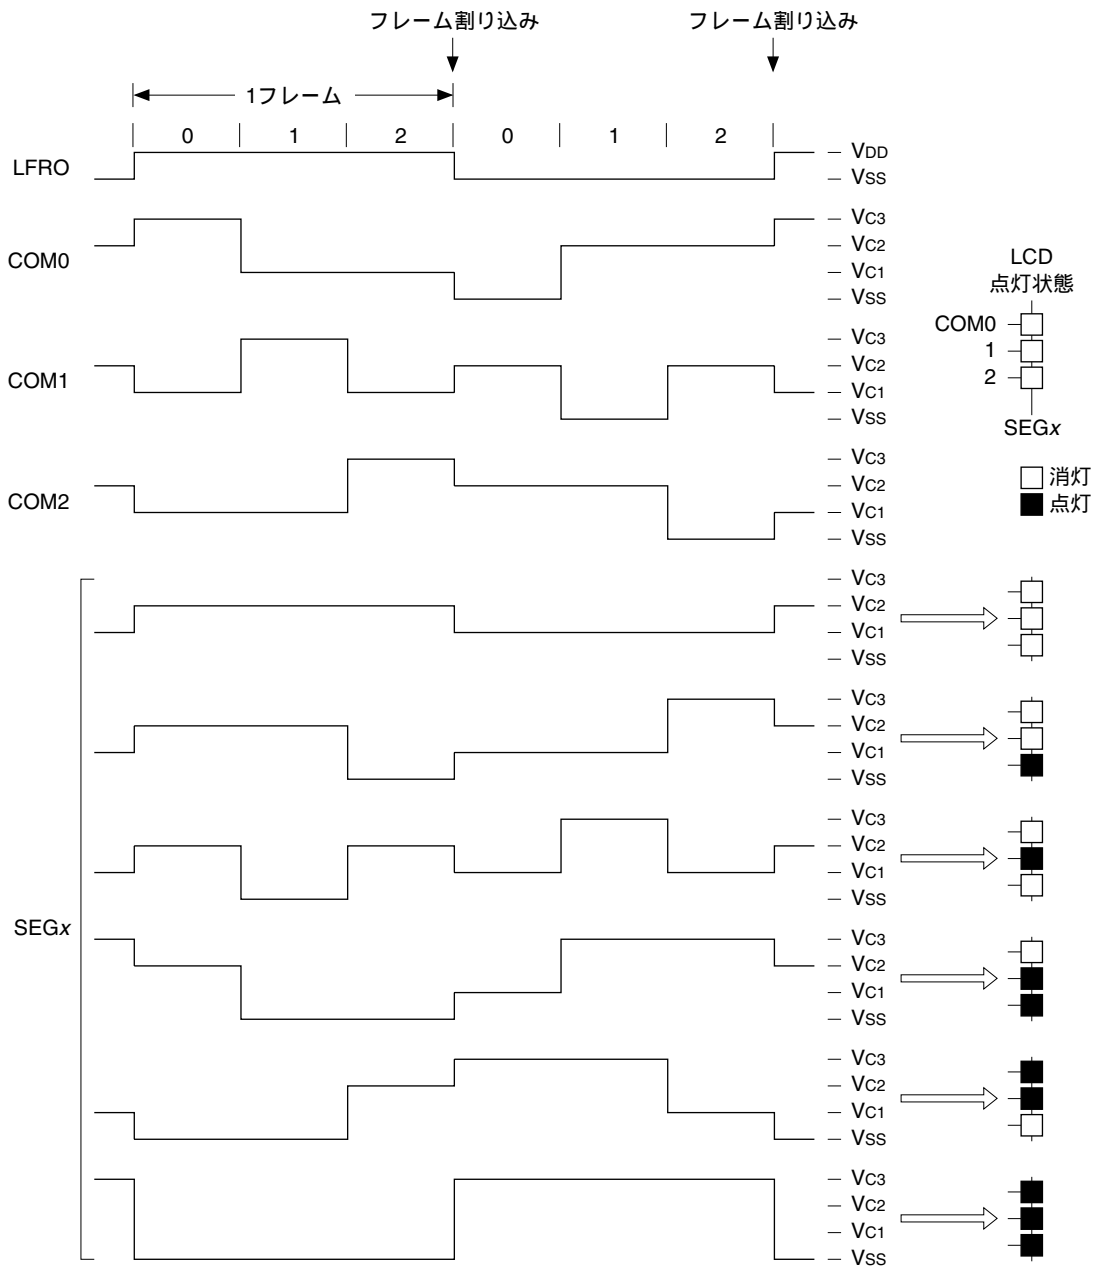 フレーム割り込み フレーム割り込み
1フレーム
0 1 2 0 1 2
LFRO
VDD
VSS
COM0
VC3
VC2
VC1
VSS
COM1
VC3
VC2
VC1
VSS
COM2
VC3
VC2
VC1
VSS
LCD
点灯状態
COM0
1
2
SEGx
消灯
点灯
SEGx
VC3
VC2
VC1
VSS
VC3
VC2
VC1
VSS
VC3
VC2
VC1
VSS
VC3
VC2
VC1
VSS
VC3
VC2
VC1
VSS
VC3
VC2
VC1
VSS